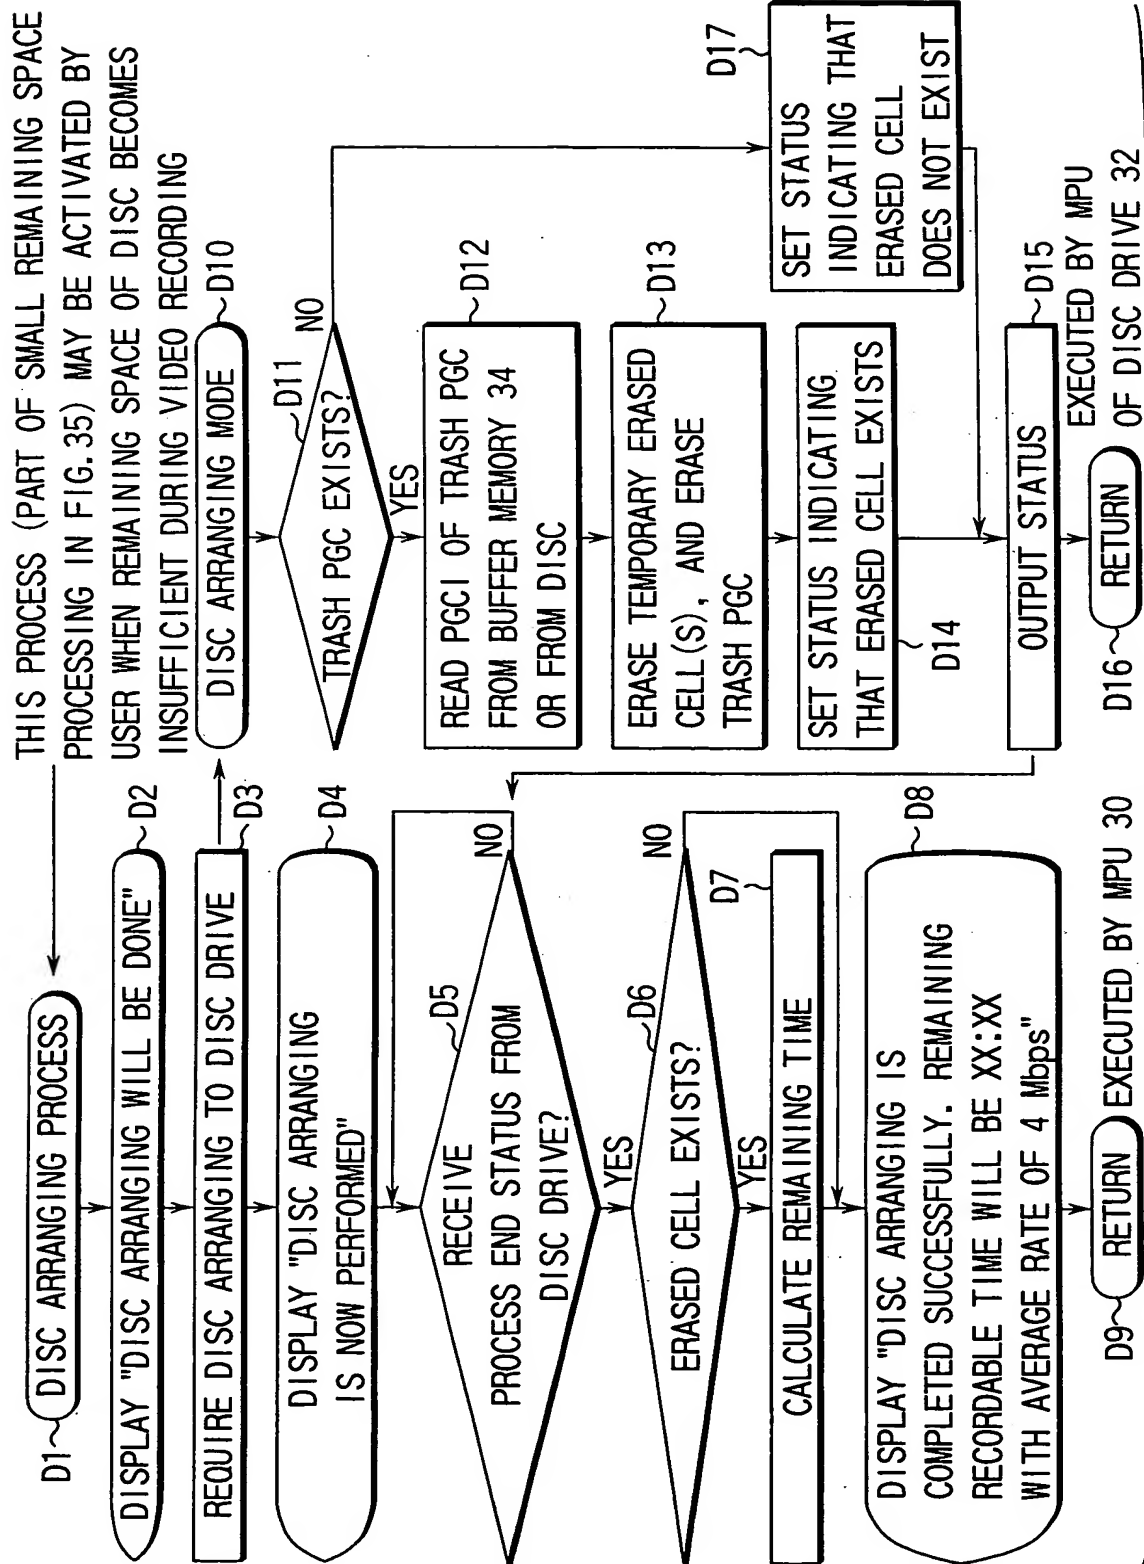 THIS PROCESS (PART OF SMALL REMAINING SPACE
PROCESSING IN FIG.35) MAY BE ACTIVATED BY
USER WHEN REMAINING SPACE OF DISC BECOMES
INSUFFICIENT DURING VIDEO RECORDING
D1
DISC ARRANGING PROCESS
D2
DISPLAY "DISC ARRANGING WILL BE DONE"
D3
REQUIRE DISC ARRANGING TO DISC DRIVE
D4
DISPLAY "DISC ARRANGING
IS NOW PERFORMED"
D5
RECEIVE
PROCESS END STATUS FROM
DISC DRIVE?
NO
YES
D6
ERASED CELL EXISTS?
NO
YES
D7
CALCULATE REMAINING TIME
D8
DISPLAY "DISC ARRANGING IS
COMPLETED SUCCESSFULLY. REMAINING
RECORDABLE TIME WILL BE XX:XX
WITH AVERAGE RATE OF 4 Mbps"
D9
RETURN
EXECUTED BY MPU 30
D10
DISC ARRANGING MODE
D11
TRASH PGC EXISTS?
NO
YES
D12
READ PGCI OF TRASH PGC
FROM BUFFER MEMORY 34
OR FROM DISC
D13
ERASE TEMPORARY ERASED
CELL(S), AND ERASE
TRASH PGC
SET STATUS INDICATING
THAT ERASED CELL EXISTS
D14
D17
SET STATUS
INDICATING THAT
ERASED CELL
DOES NOT EXIST
D15
OUTPUT STATUS
D16
RETURN
EXECUTED BY MPU
OF DISC DRIVE 32